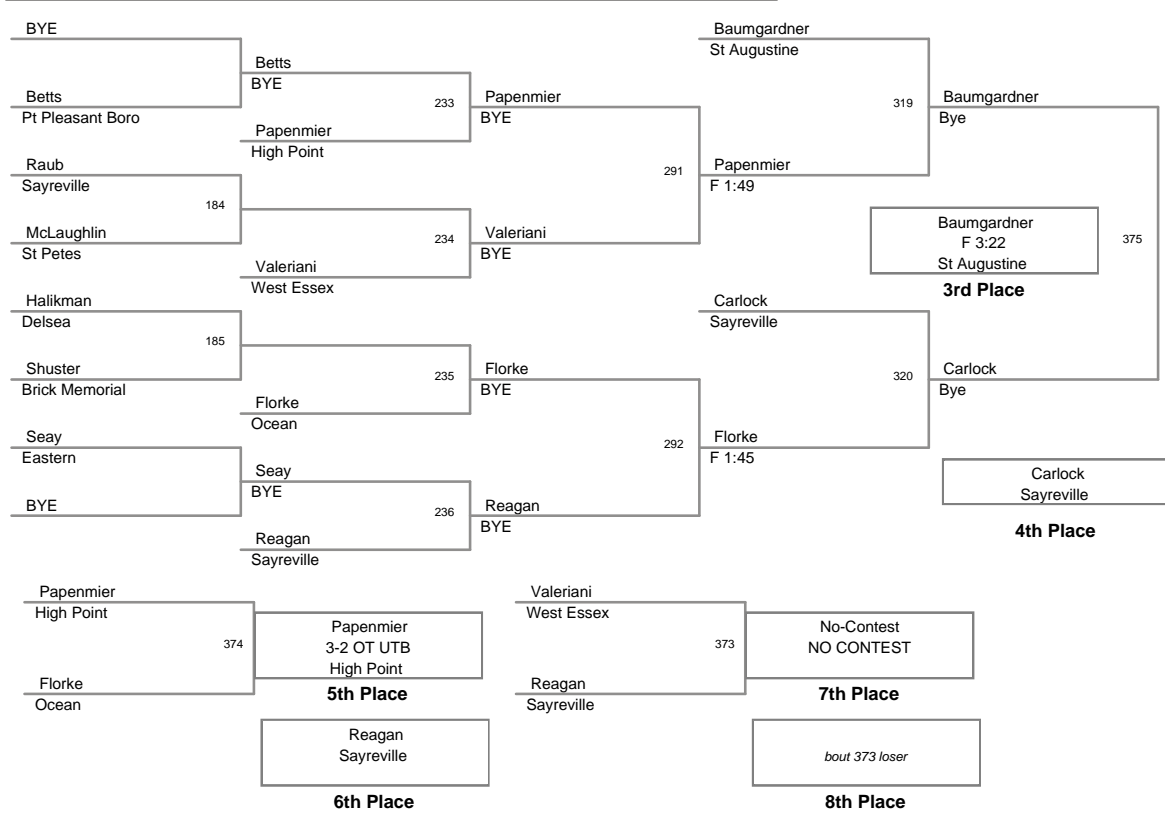 BYE
Betts
Pt Pleasant Boro
Raub
Sayreville
184
McLaughlin
St Petes
Halikman
Delsea
185
Shuster
Brick Memorial
Seay
Eastern
BYE
Betts
BYE
233
Papenmier
High Point
234
Valeriani
West Essex
235
Florke
Ocean
Seay
BYE
236
Reagan
Sayreville
Papenmier
BYE
291
Valeriani
BYE
Florke
BYE
292
Reagan
BYE
Baumgardner
St Augustine
319
Papenmier
F 1:49
Carlock
Sayreville
320
Florke
F 1:45
Baumgardner
Bye
375
Baumgardner
F 3:22
St Augustine
3rd Place
Carlock
Bye
Carlock
Sayreville
4th Place
Papenmier
High Point
374
Florke
Ocean
Papenmier
3-2 OT UTB
High Point
5th Place
Reagan
Sayreville
6th Place
Valeriani
West Essex
373
Reagan
Sayreville
No-Contest
NO CONTEST
7th Place
bout 373 loser
8th Place